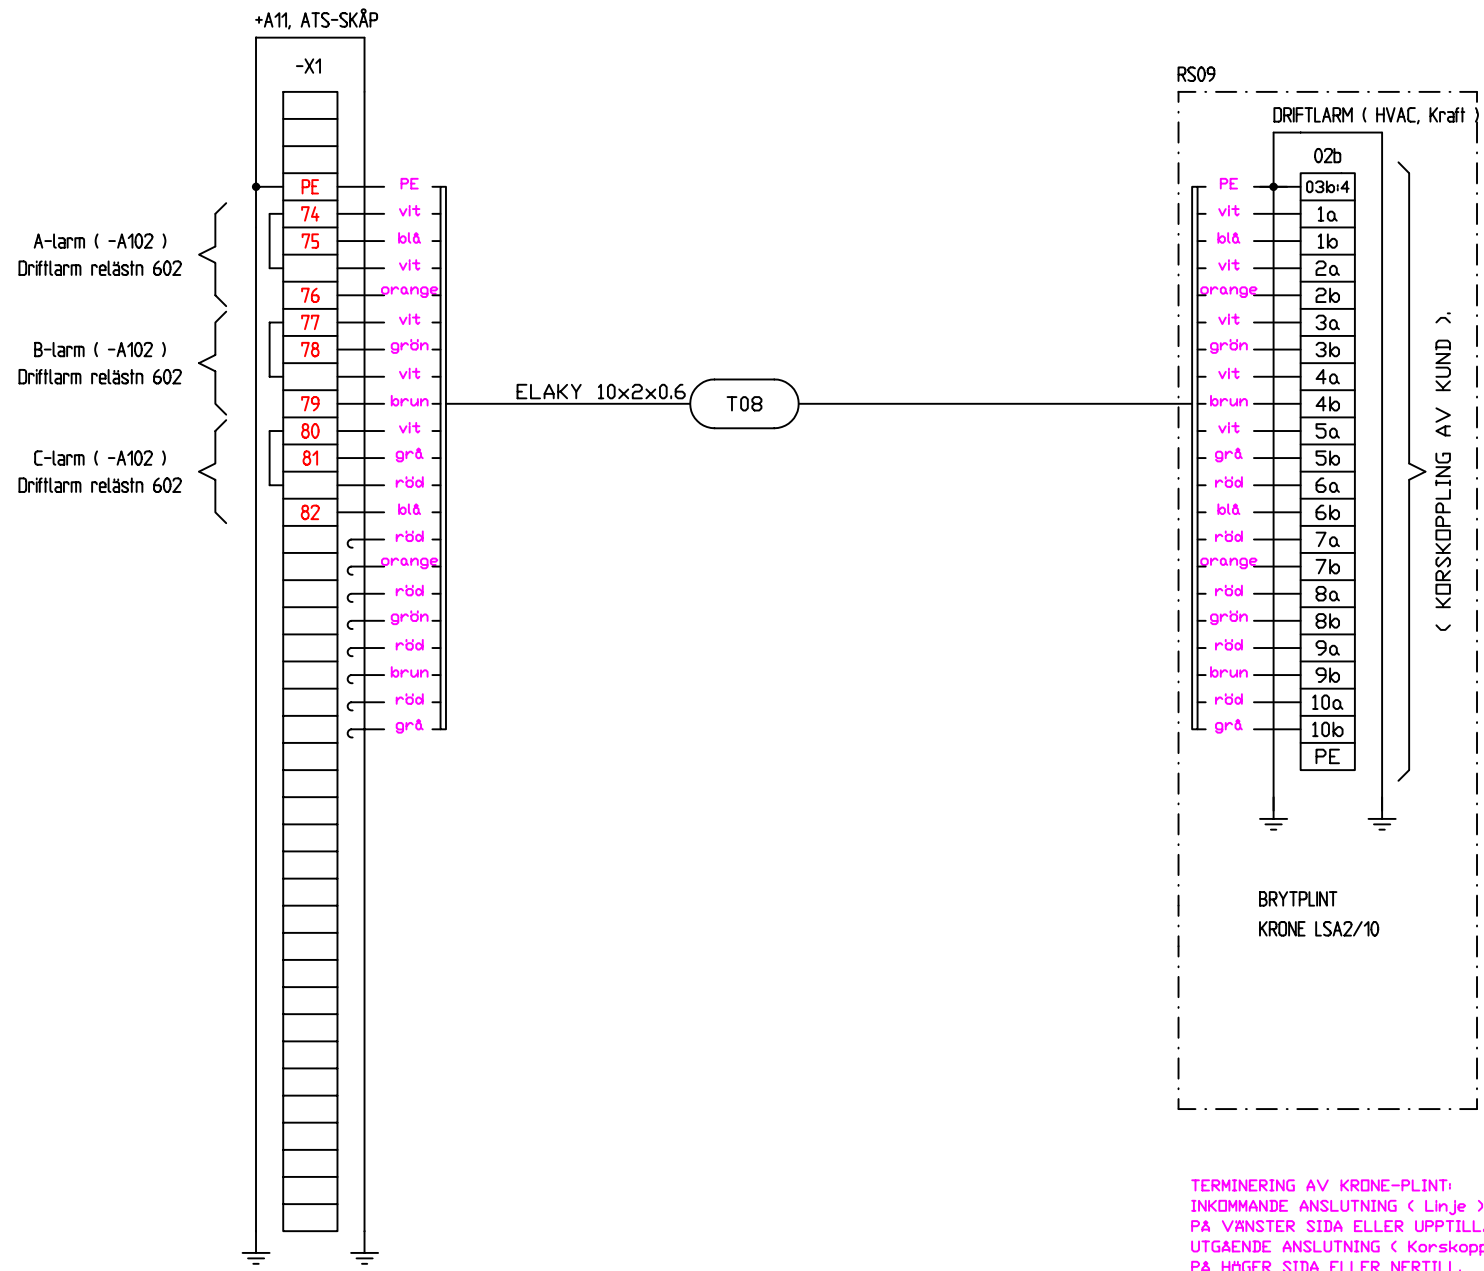 +A11, ATS-SKÅP
-X1
PE
74
75
76
77
78
79
80
81
82
A-larm ( -A102 )
Driftlarm relästn 602
B-larm ( -A102 )
Driftlarm relästn 602
C-larm ( -A102 )
Driftlarm relästn 602
PE
vit
blå
vit
orange
vit
grön
vit
brun
vit
grå
röd
blå
röd
orange
röd
grön
röd
brun
röd
grå
ELAKY 10x2x0.6
T08
RS09
DRIFTLARM ( HVAC, Kraft )
02b
PE
vit
blå
vit
orange
vit
grön
vit
brun
vit
grå
röd
blå
röd
orange
röd
grön
röd
brun
röd
grå
03b:4
1a
1b
2a
2b
3a
3b
4a
4b
5a
5b
6a
6b
7a
7b
8a
8b
9a
9b
10a
10b
PE
( KORSKOPPLING AV KUND ).
BRYTPLINT
KRONE LSA2/10
TERMINERING AV KRONE-PLINT:
INKOMMANDE ANSLUTNING ( Linje )
PÅ VÄNSTER SIDA ELLER UPPTILL.
UTGÅENDE ANSLUTNING ( Korskopp
PÅ HÖGER SIDA ELLER NERTILL.